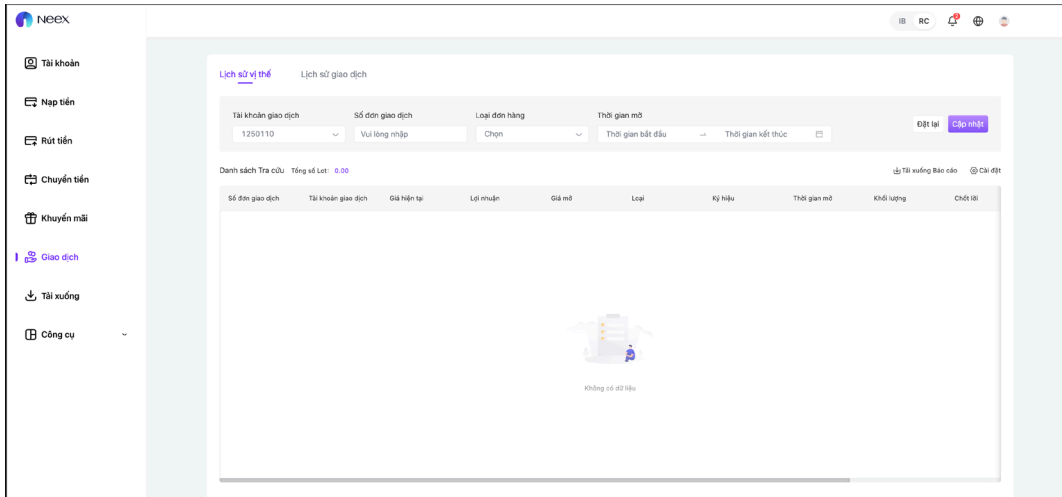 Neex
IB RC 2
Tài khoản
Nạp tiền
Rút tiền
Chuyển tiền
Khuyến mãi
Giao dịch
Tải xuống
Công cụ
Lịch sử vị thế Lịch sử giao dịch
Tài khoản giao dịch Số đơn giao dịch Loại đơn hàng Thời gian mở
1250110 Vui lòng nhập Chọn Thời gian bắt đầu → Thời gian kết thúc Đặt lại Cập nhật
Danh sách Tra cứu Tổng số Lot: 0.00 Tải xuống Báo cáo Cài đặt
Số đơn giao dịch Tài khoản giao dịch Giá hiện tại Lợi nhuận Giá mở Loại Ký hiệu Thời gian mở Khối lượng Chốt lời
Không có dữ liệu